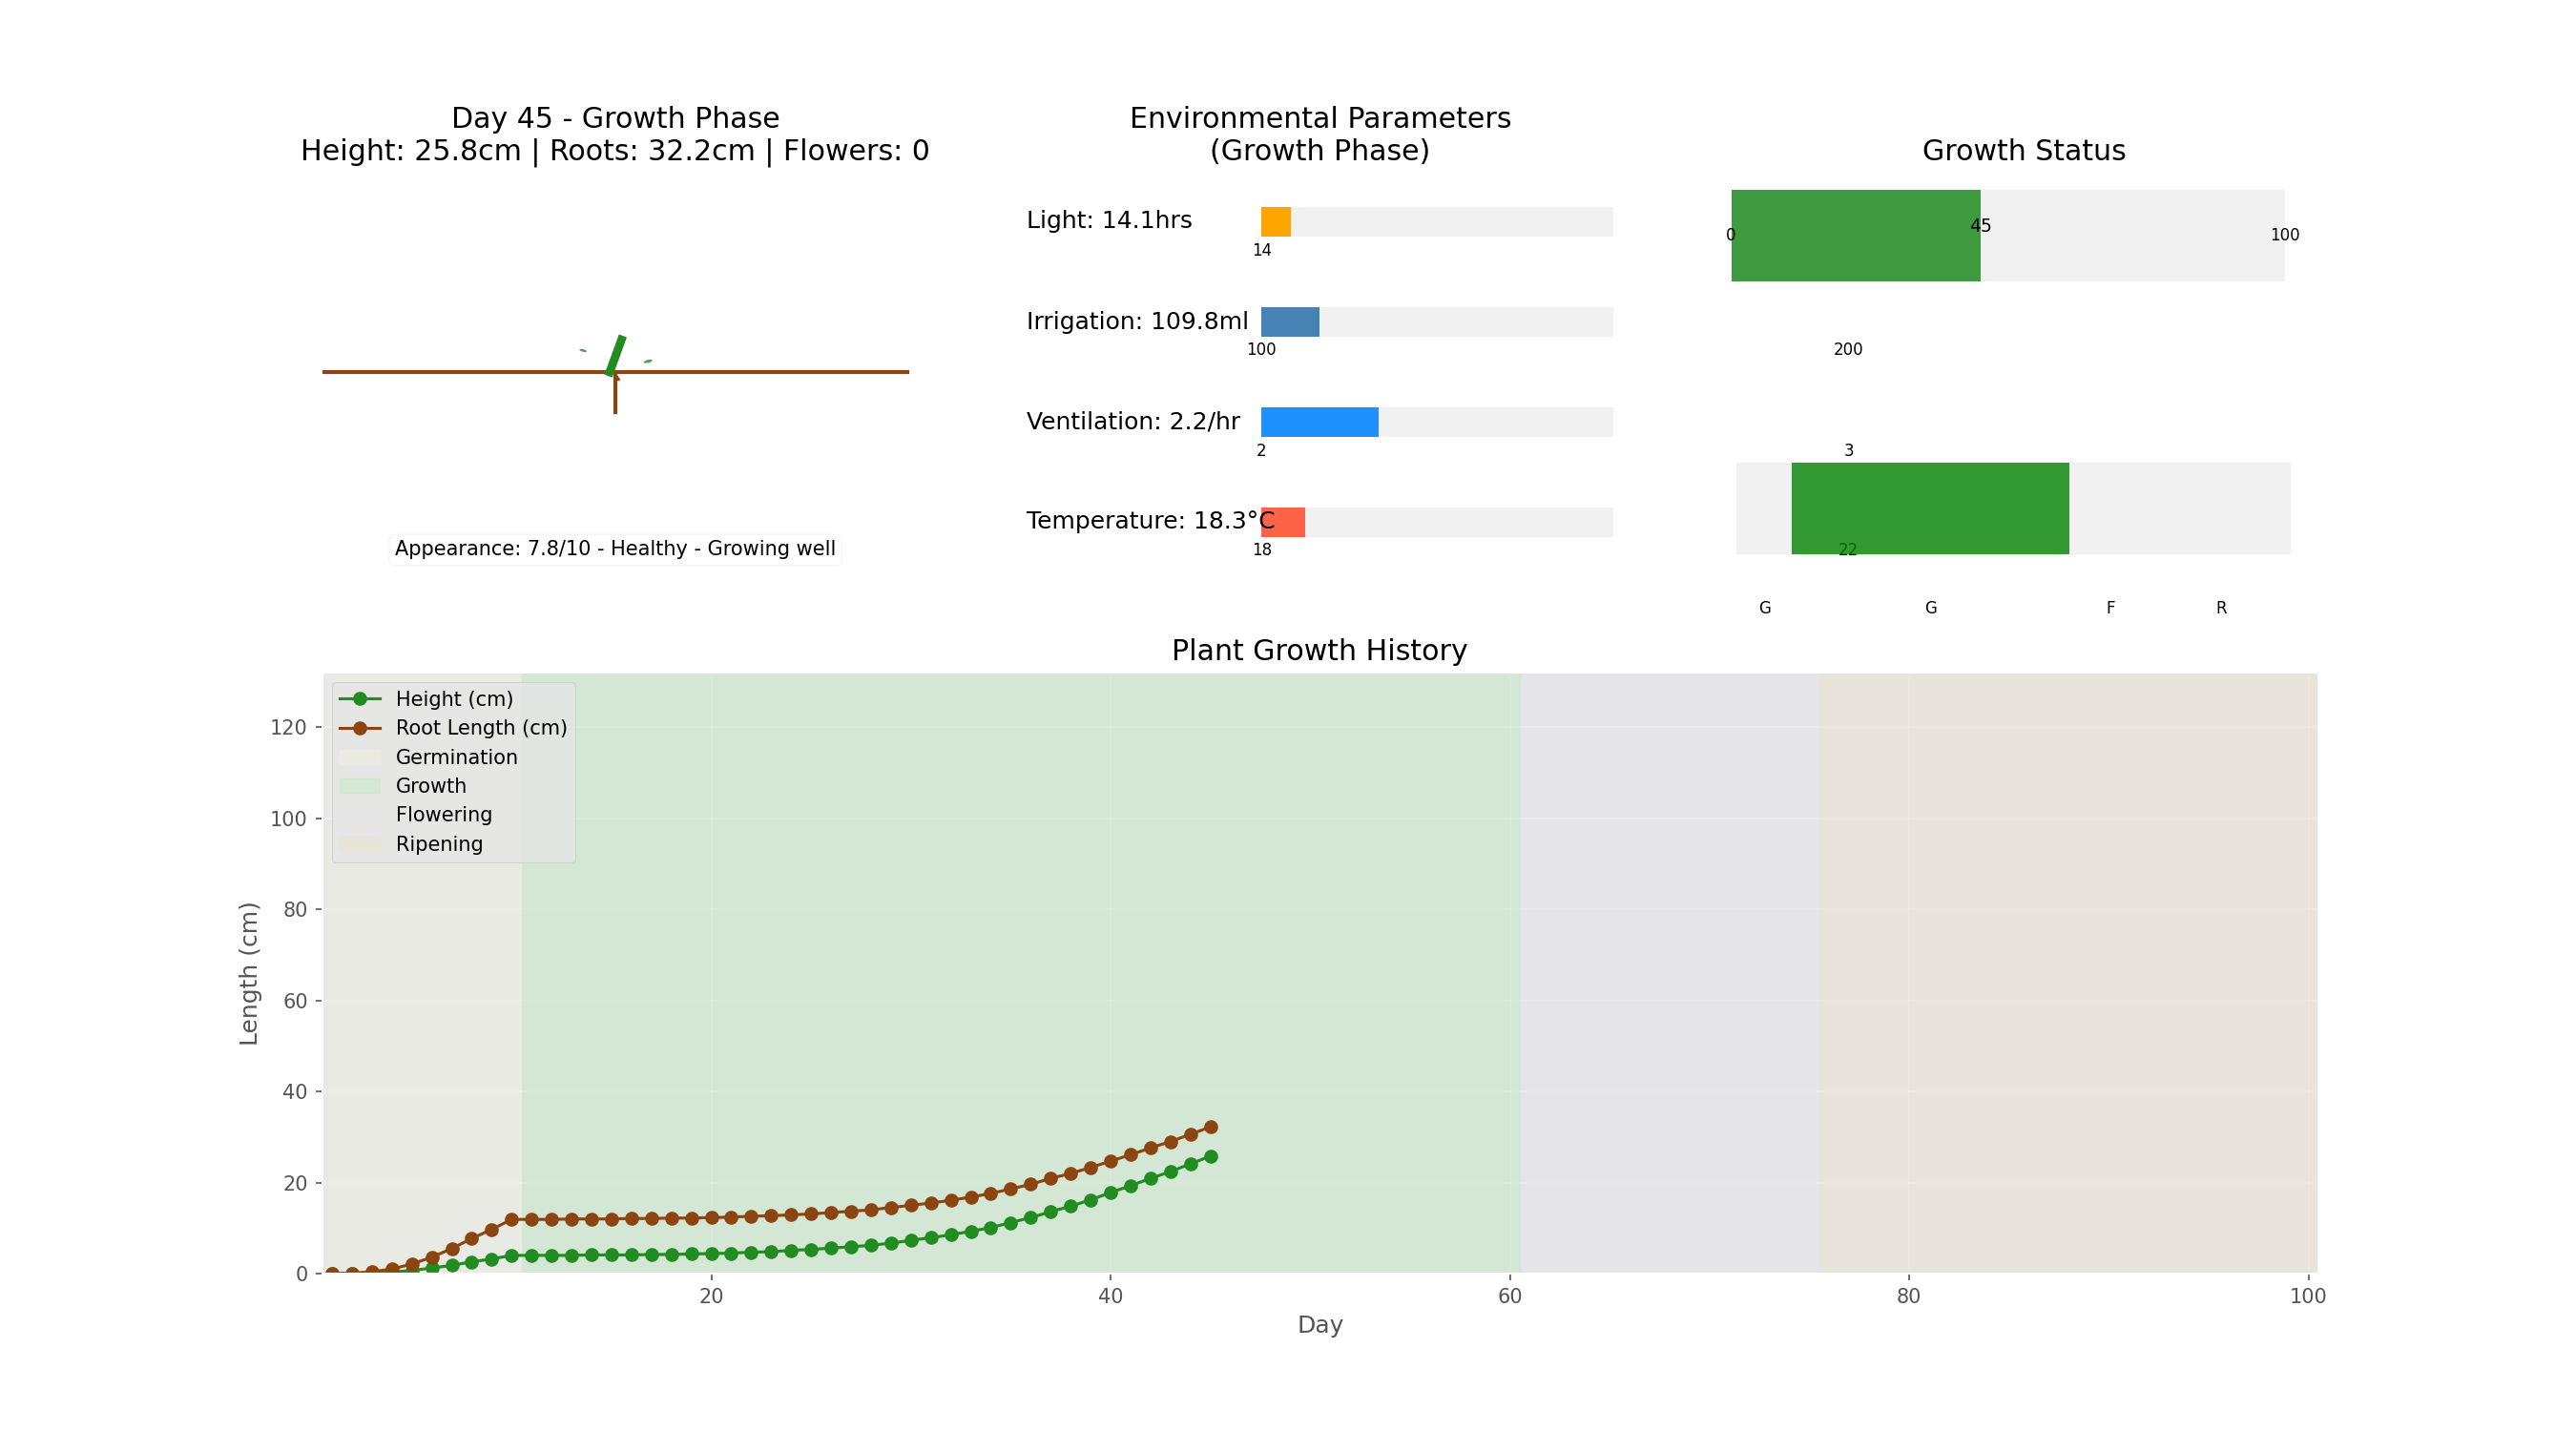 Day 45 - Growth Phase
Height: 25.8cm | Roots: 32.2cm | Flowers: 0
Appearance: 7.8/10 - Healthy - Growing well
Environmental Parameters
(Growth Phase)
Light: 14.1hrs
14
Irrigation: 109.8ml
100
200
Ventilation: 2.2/hr
2
3
Temperature: 18.3°C
18
22
Growth Status
0
45
100
G
G
F
R
Plant Growth History
Height (cm)
Root Length (cm)
Germination
Growth
Flowering
Ripening
Length (cm)
120
100
80
60
40
20
0
20
40
60
80
100
Day